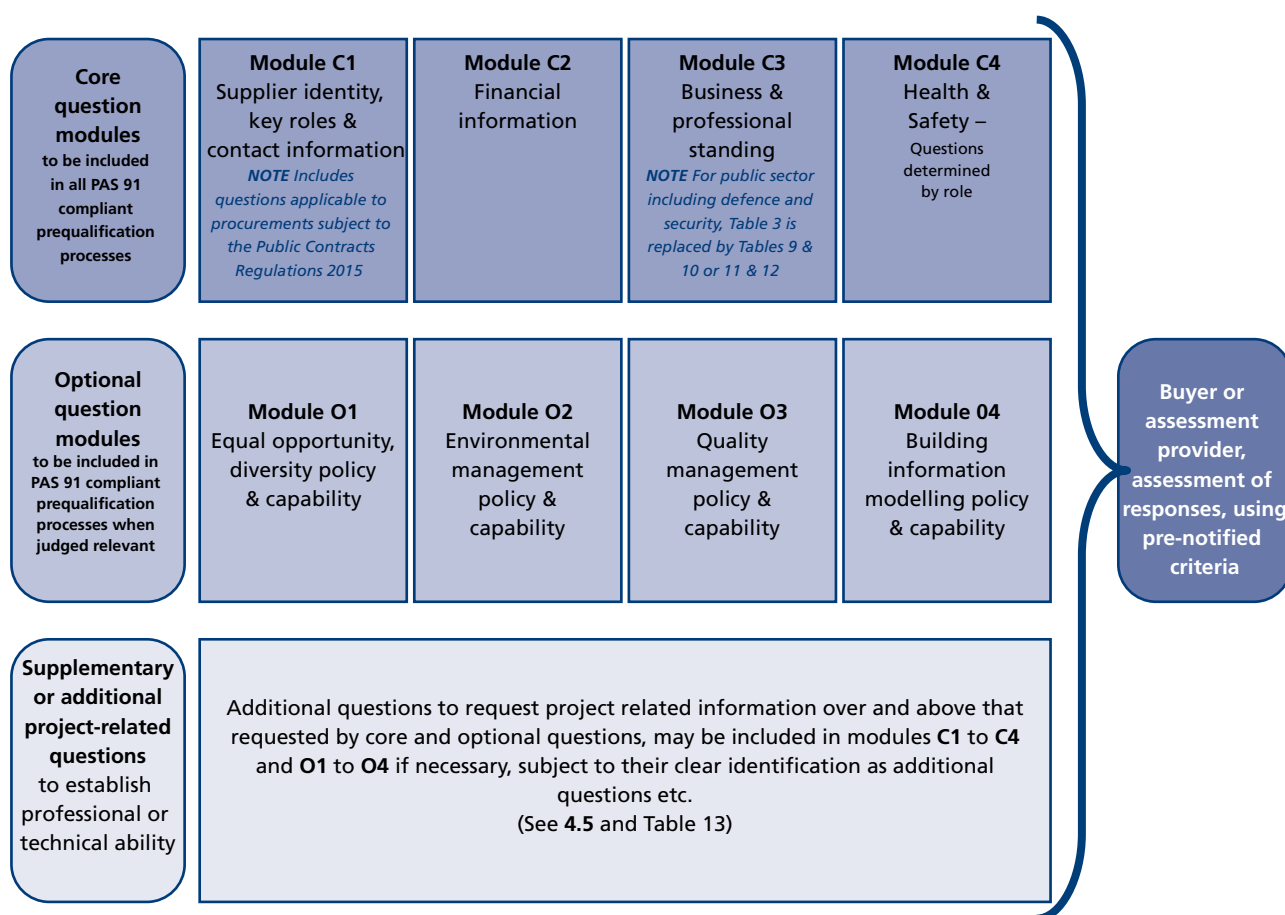 Core
question
modules
to be included
in all PAS 91
compliant
prequalification
processes
Module C1
Supplier identity,
key roles &
contact information
NOTE Includes
questions applicable to
procurements subject to
the Public Contracts
Regulations 2015
Module C2
Financial
information
Module C3
Business &
professional
standing
NOTE For public sector
including defence and
security, Table 3 is
replaced by Tables 9 &
10 or 11 & 12
Module C4
Health &
Safety –
Questions
determined
by role
Optional
question
modules
to be included in
PAS 91 compliant
prequalification
processes when
judged relevant
Module O1
Equal opportunity,
diversity policy
& capability
Module O2
Environmental
management
policy &
capability
Module O3
Quality
management
policy &
capability
Module 04
Building
information
modelling policy
& capability
Supplementary
or additional
project-related
questions
to establish
professional or
technical ability
Additional questions to request project related information over and above that
requested by core and optional questions, may be included in modules C1 to C4
and O1 to O4 if necessary, subject to their clear identification as additional
questions etc.
(See 4.5 and Table 13)
Buyer or
assessment
provider,
assessment of
responses, using
pre-notified
criteria